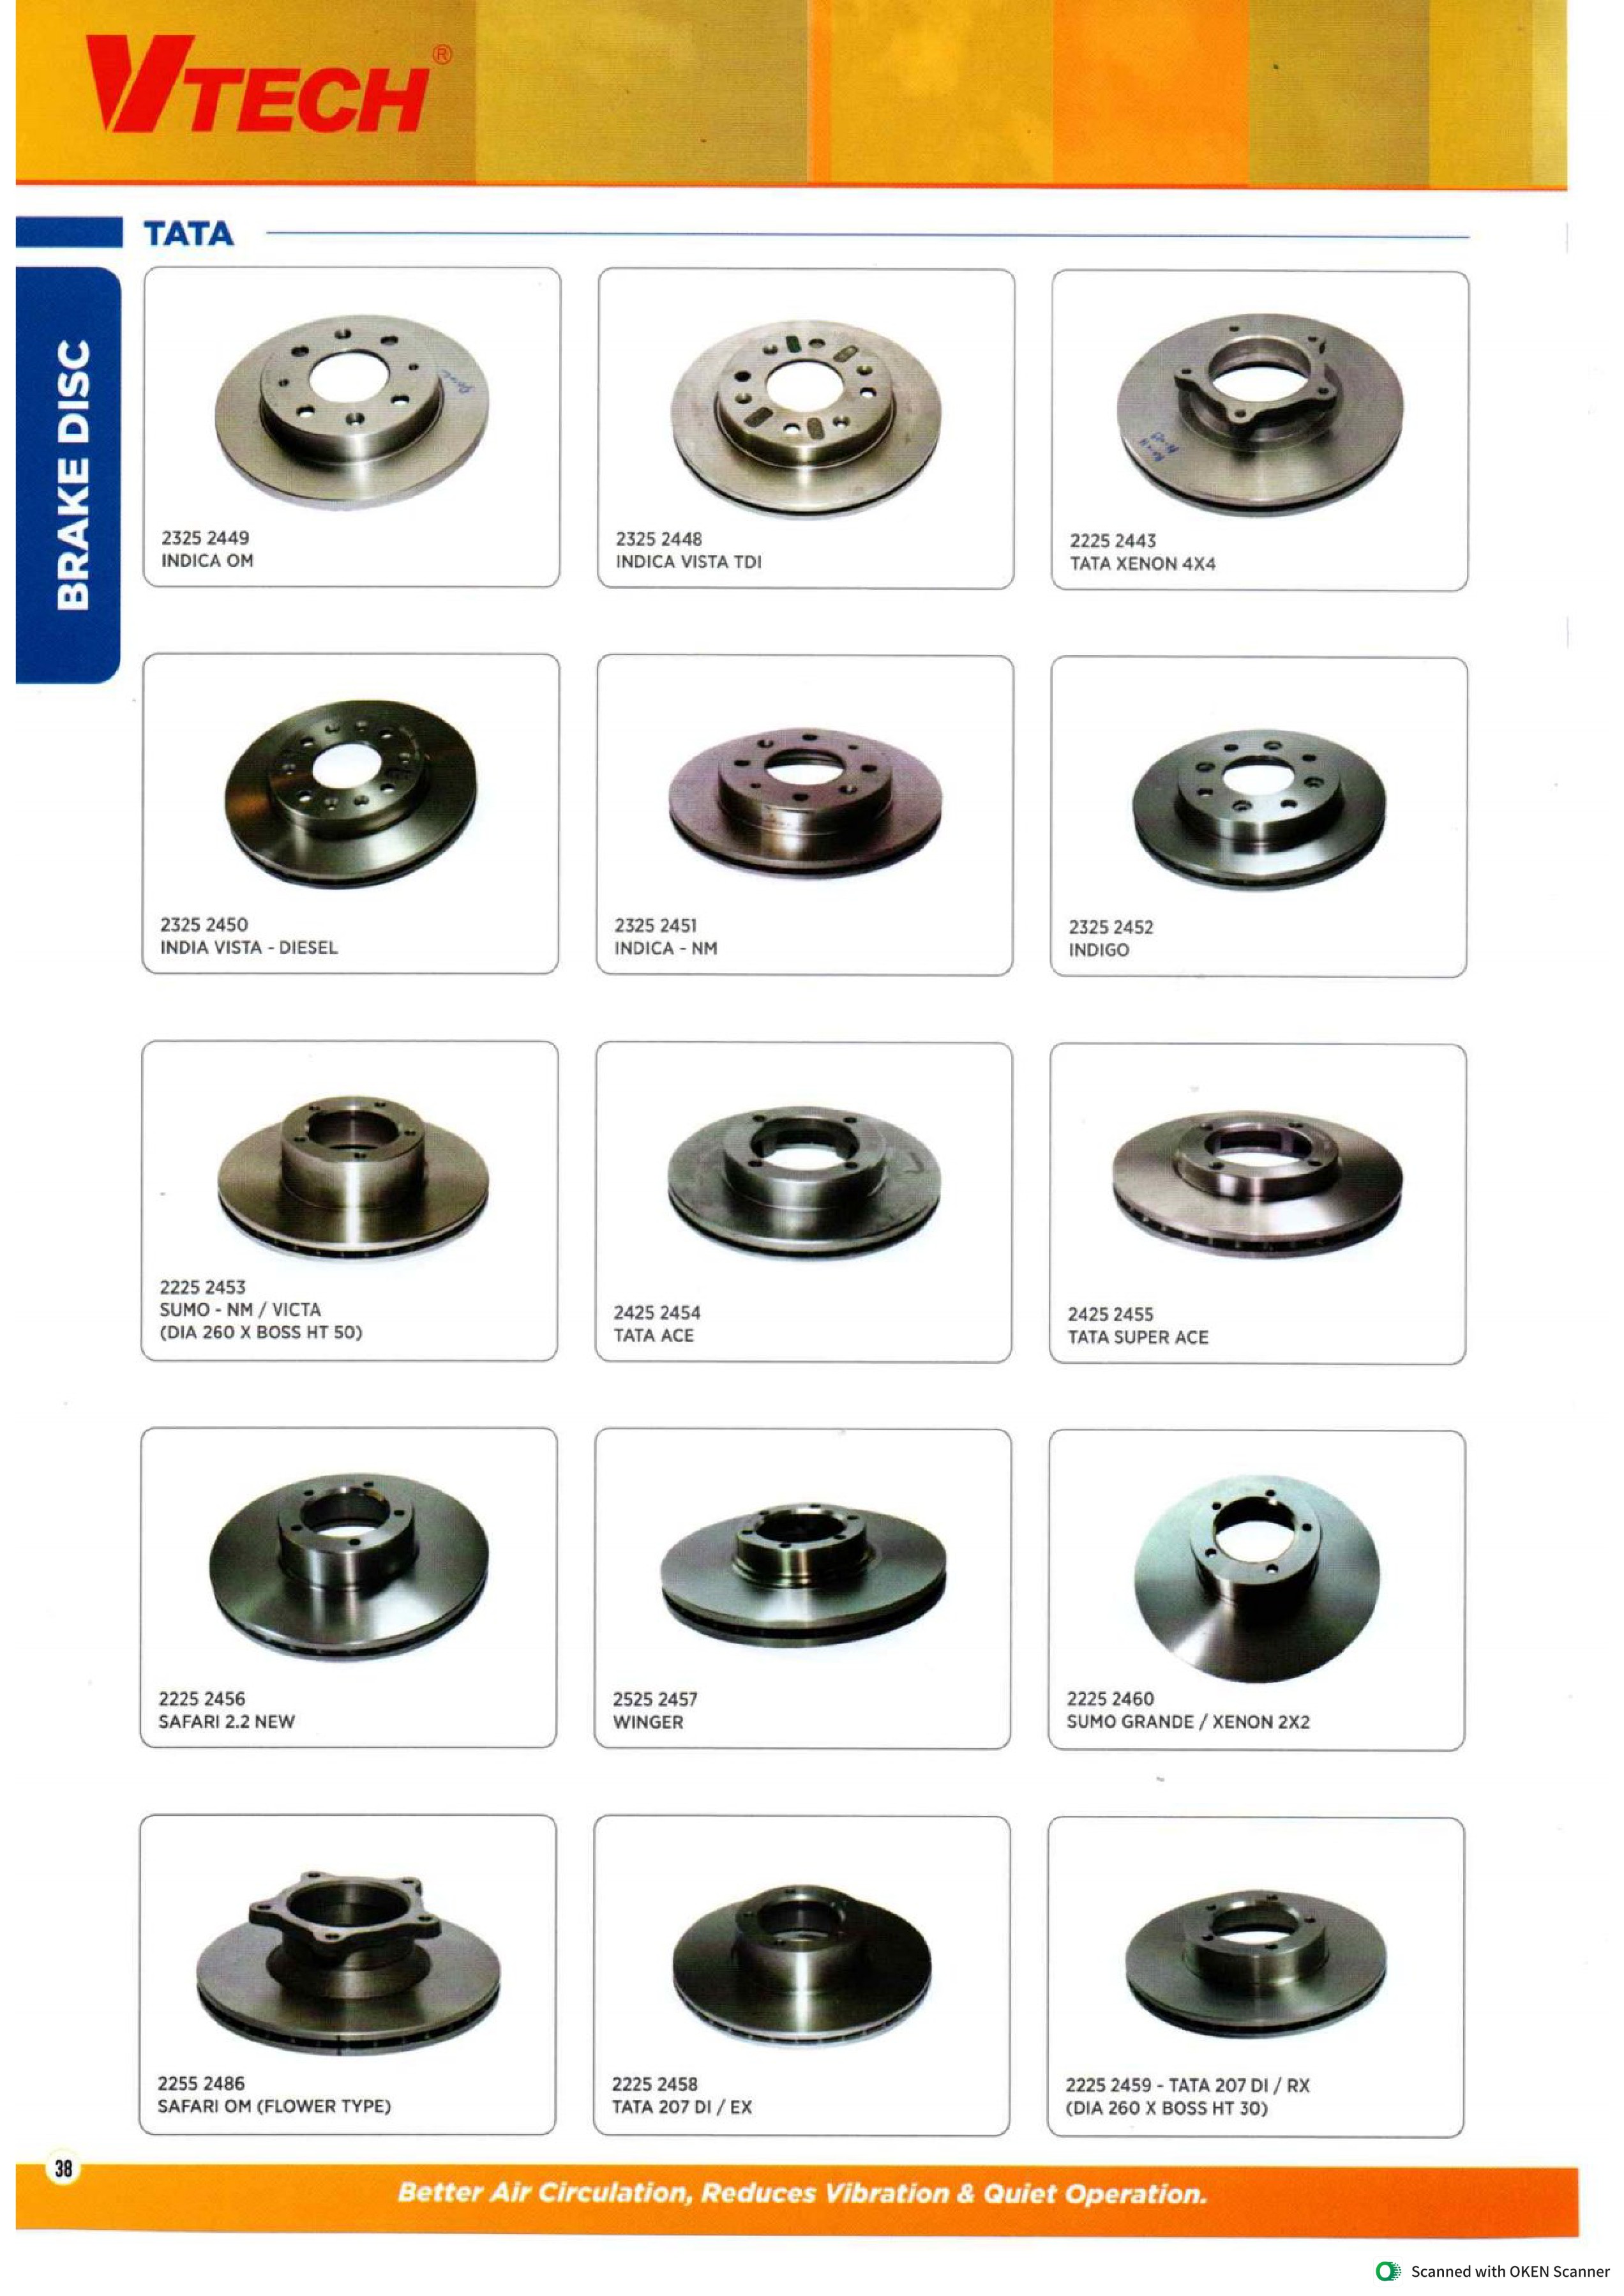 VTECH®
TATA
BRAKE DISC
2325 2449
INDICA OM
2325 2448
INDICA VISTA TDI
2225 2443
TATA XENON 4X4
2325 2450
INDIA VISTA - DIESEL
2325 2451
INDICA - NM
2325 2452
INDIGO
2225 2453
SUMO - NM / VICTA
(DIA 260 X BOSS HT 50)
2425 2454
TATA ACE
2425 2455
TATA SUPER ACE
2225 2456
SAFARI 2.2 NEW
2525 2457
WINGER
2225 2460
SUMO GRANDE / XENON 2X2
2255 2486
SAFARI OM (FLOWER TYPE)
2225 2458
TATA 207 DI / EX
2225 2459 - TATA 207 DI / RX
(DIA 260 X BOSS HT 30)
38
Better Air Circulation, Reduces Vibration & Quiet Operation.
Scanned with OKEN Scanner